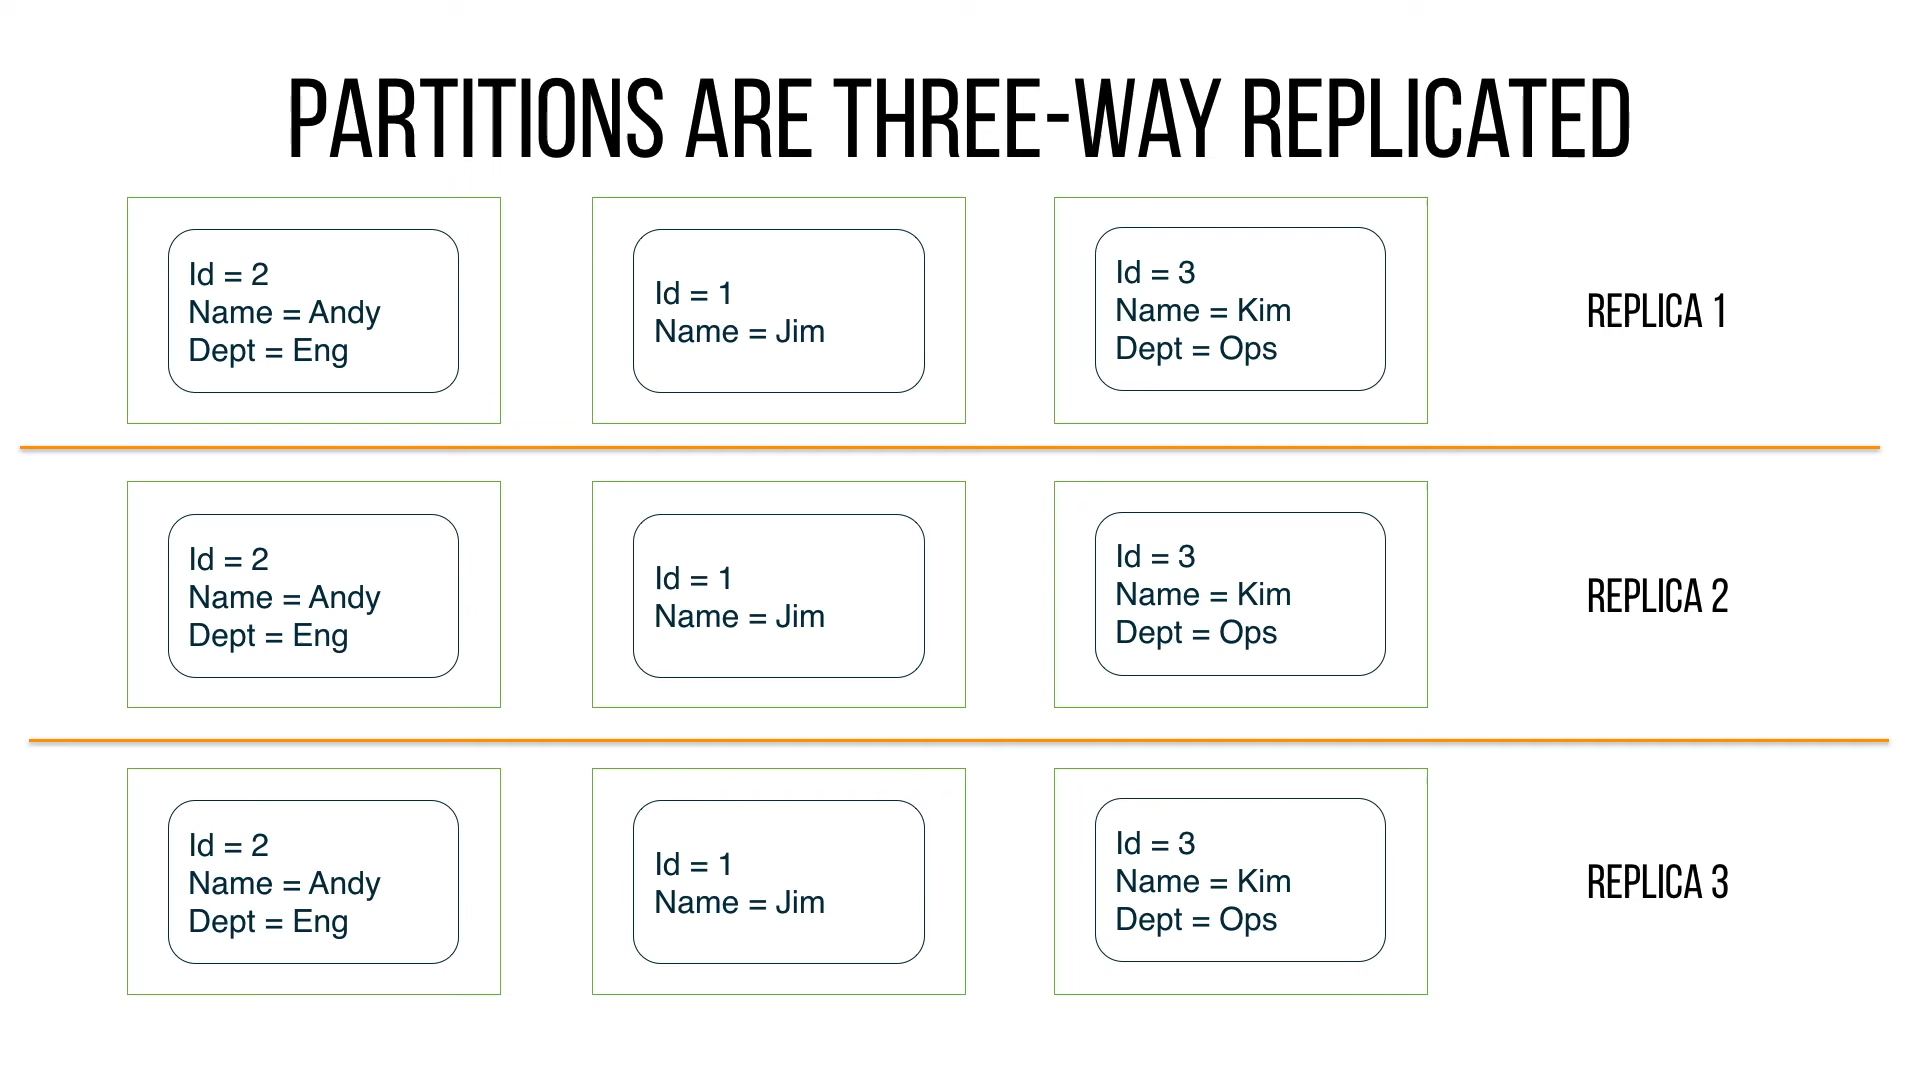 PARTITIONS ARE THREE-WAY REPLICATED
Id = 2
Name = Andy
Dept = Eng
Id = 1
Name = Jim
Id = 3
Name = Kim
Dept = Ops
REPLICA 1
Id = 2
Name = Andy
Dept = Eng
Id = 1
Name = Jim
Id = 3
Name = Kim
Dept = Ops
REPLICA 2
Id = 2
Name = Andy
Dept = Eng
Id = 1
Name = Jim
Id = 3
Name = Kim
Dept = Ops
REPLICA 3